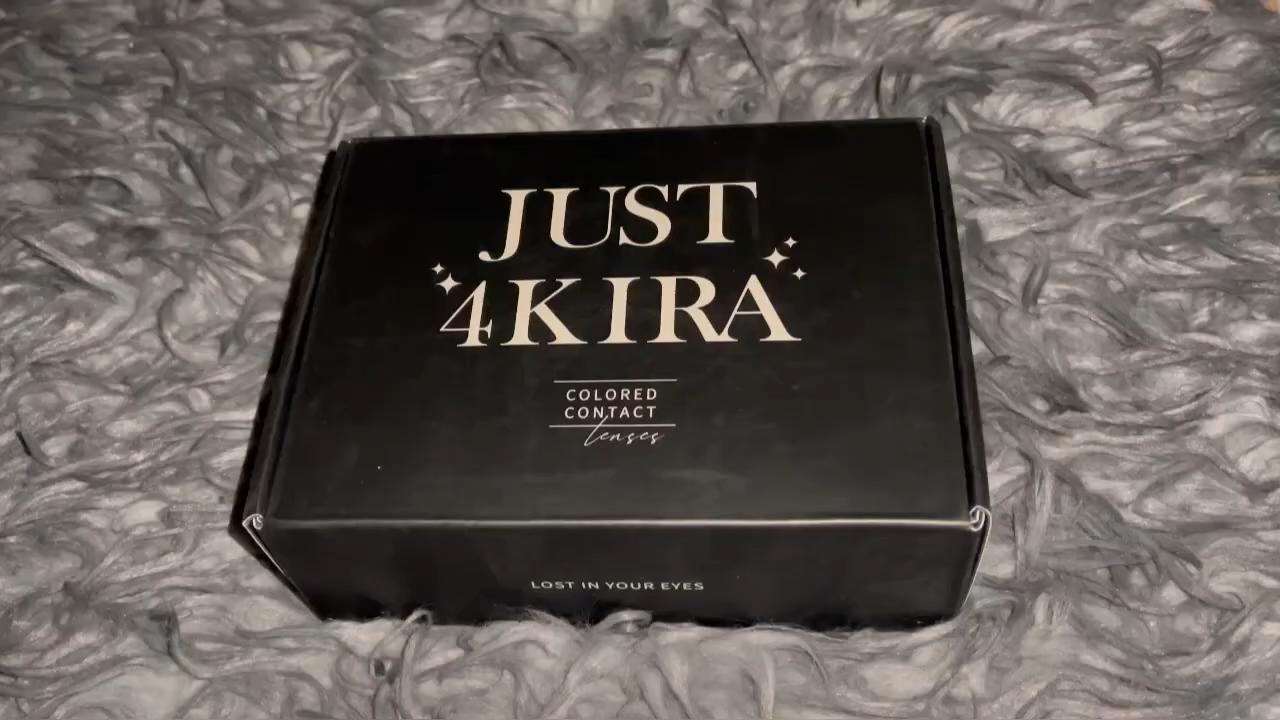 JUST
4KIRA
COLORED
CONTACT
lenses
LOST IN YOUR EYES